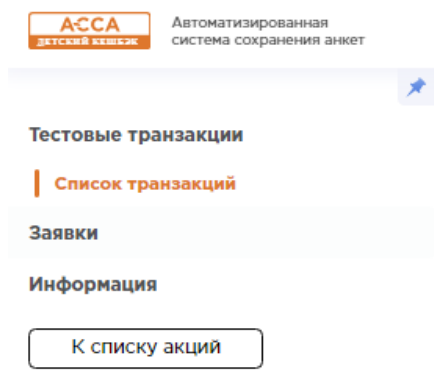 АССА
ДЕТСКИЙ КЕШБЭК
Автоматизированная
система сохранения анкет
Тестовые транзакции
Список транзакций
Заявки
Информация
К списку акций